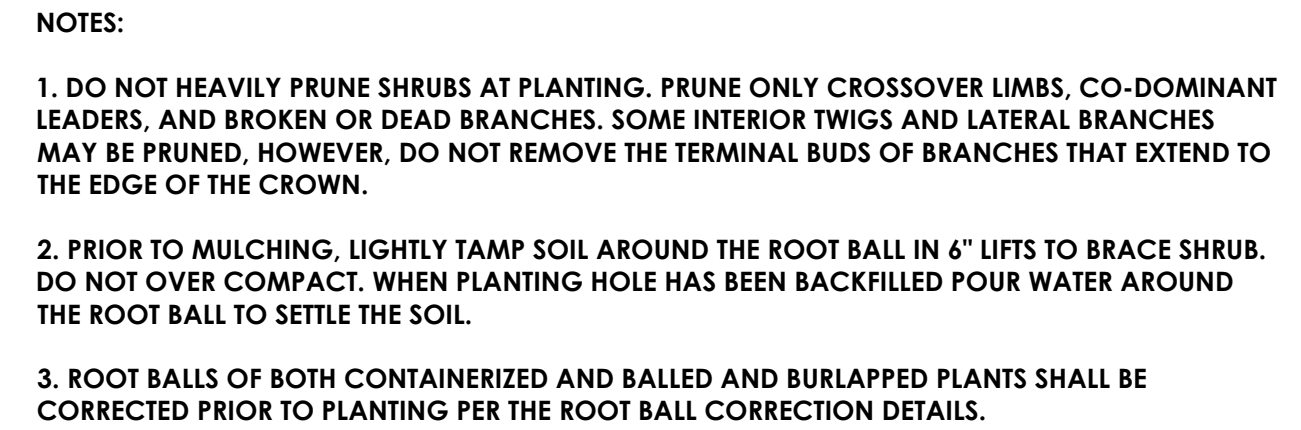 NOTES:
1. DO NOT HEAVILY PRUNE SHRUBS AT PLANTING. PRUNE ONLY CROSSOVER LIMBS, CO-DOMINANT
LEADERS, AND BROKEN OR DEAD BRANCHES. SOME INTERIOR TWIGS AND LATERAL BRANCHES
MAY BE PRUNED, HOWEVER, DO NOT REMOVE THE TERMINAL BUDS OF BRANCHES THAT EXTEND TO
THE EDGE OF THE CROWN.
2. PRIOR TO MULCHING, LIGHTLY TAMP SOIL AROUND THE ROOT BALL IN 6" LIFTS TO BRACE SHRUB.
DO NOT OVER COMPACT. WHEN PLANTING HOLE HAS BEEN BACKFILLED POUR WATER AROUND
THE ROOT BALL TO SETTLE THE SOIL.
3. ROOT BALLS OF BOTH CONTAINERIZED AND BALLED AND BURLAPPED PLANTS SHALL BE
CORRECTED PRIOR TO PLANTING PER THE ROOT BALL CORRECTION DETAILS.